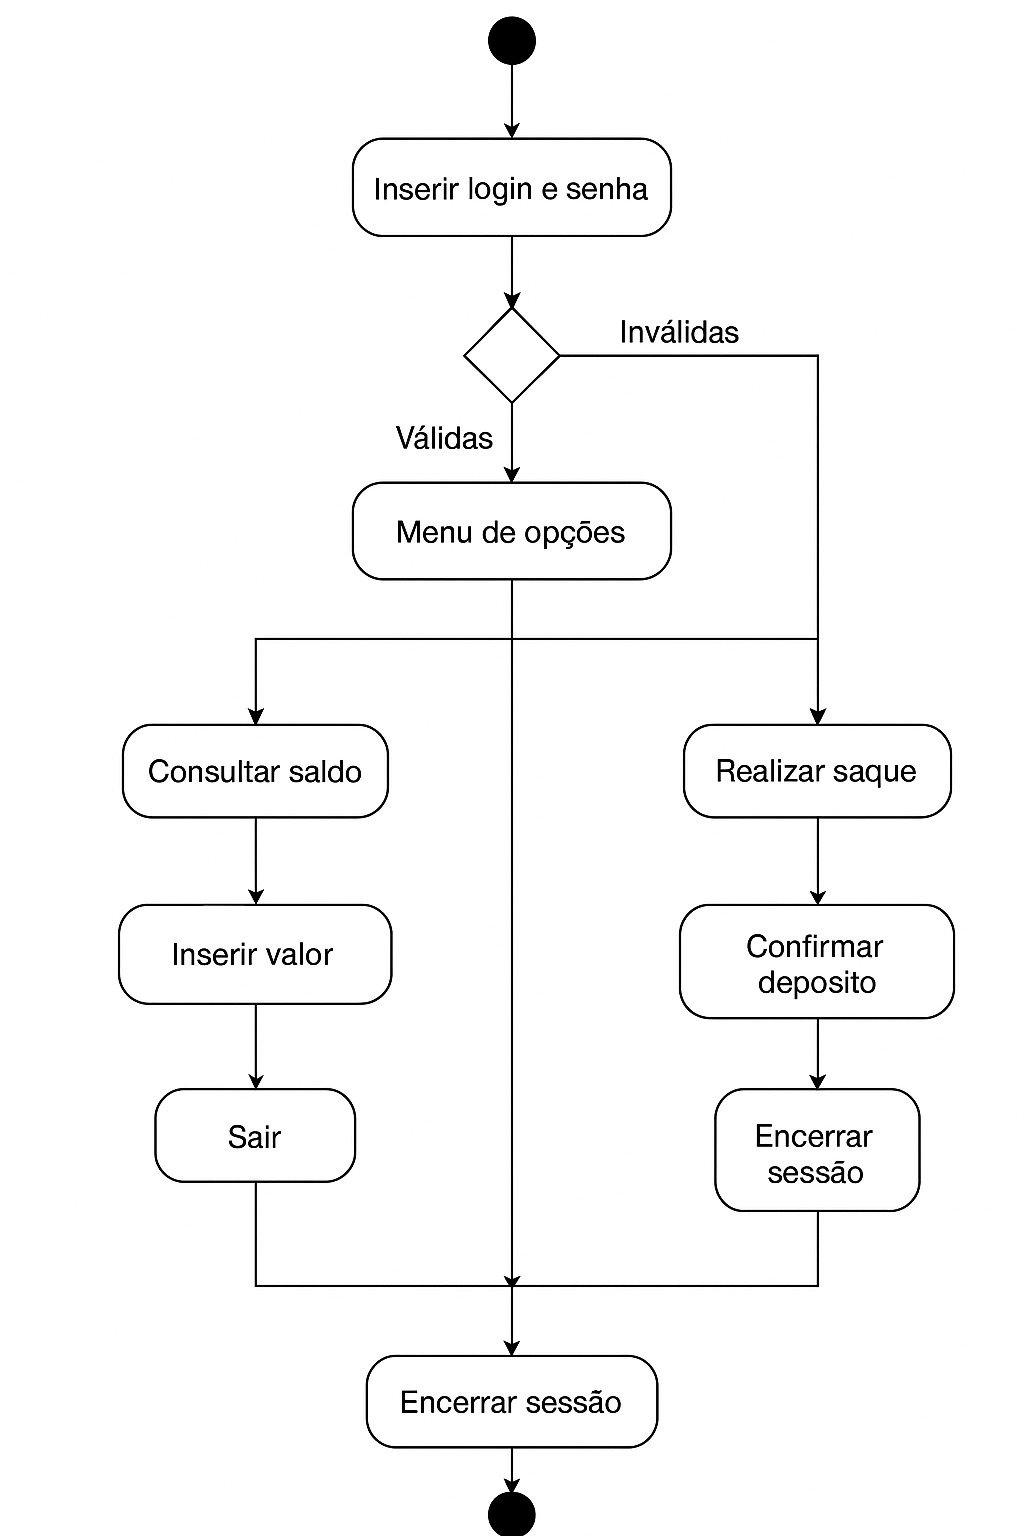 Inserir login e senha
Inválidas
Válidas
Menu de opções
Consultar saldo
Realizar saque
Inserir valor
Confirmar
deposito
Sair
Encerrar
sessão
Encerrar sessão